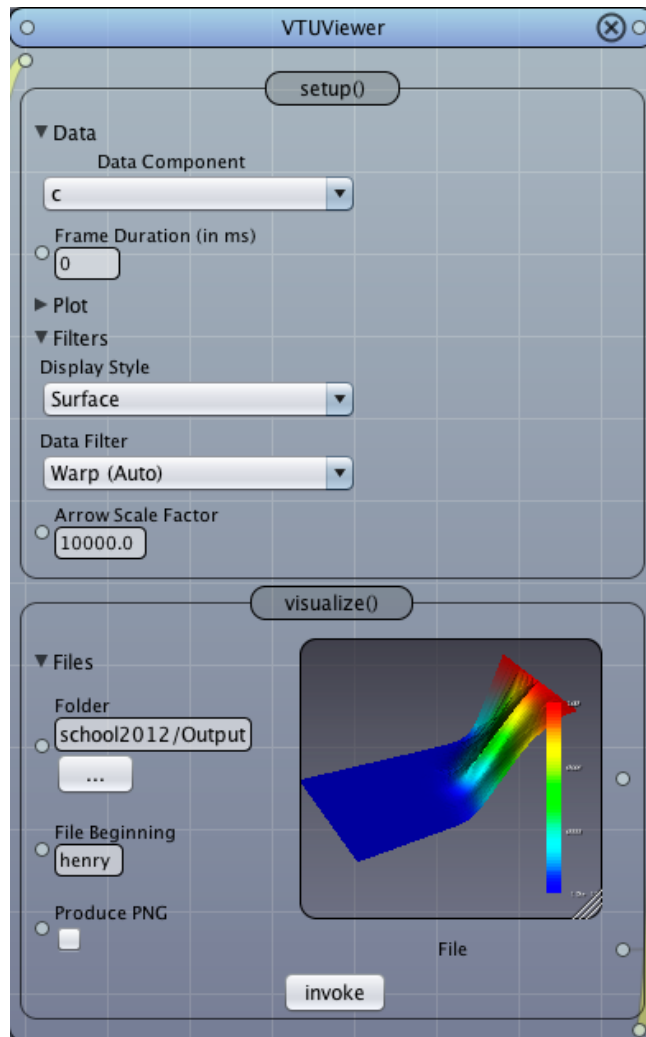 VTUViewer
setup()
Data
Data Component
c
Frame Duration (in ms)
0
Plot
Filters
Display Style
Surface
Data Filter
Warp (Auto)
Arrow Scale Factor
10000.0
visualize()
Files
Folder
school2012/Output
...
File Beginning
henry
Produce PNG
File
invoke